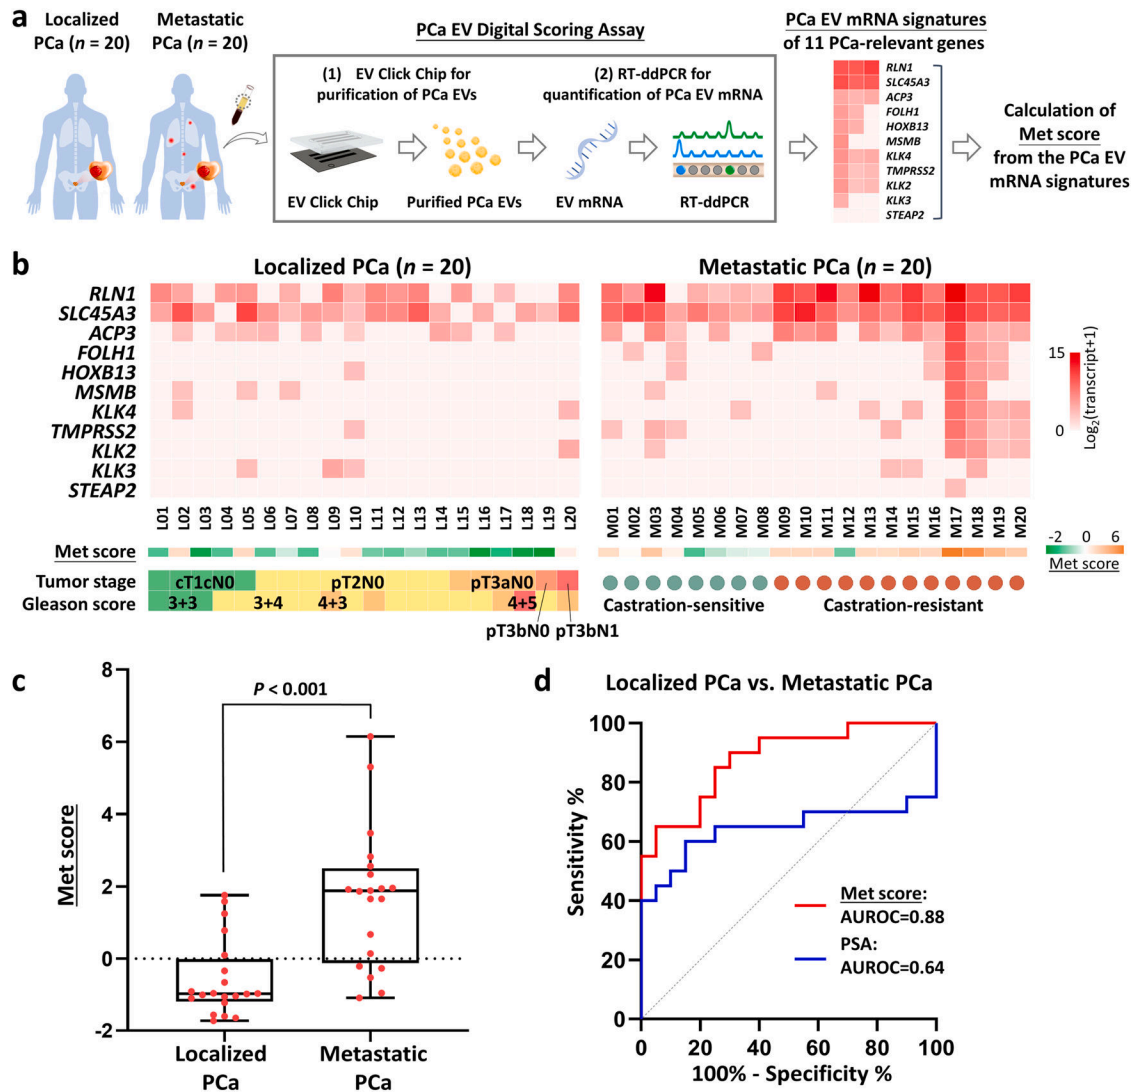 a
Localized
PCa (n = 20)
Metastatic
PCa (n = 20)
PCa EV Digital Scoring Assay
(1) EV Click Chip for
purification of PCa EVs
(2) RT-ddPCR for
quantification of PCa EV mRNA
EV Click Chip
Purified PCa EVs
EV mRNA
RT-ddPCR
PCa EV mRNA signatures
of 11 PCa-relevant genes
RLN1
SLC45A3
ACP3
FOLH1
HOXB13
MSMB
KLK4
TMPRSS2
KLK2
KLK3
STEAP2
Calculation of
Met score
from the PCa EV
mRNA signatures
b
Localized PCa (n = 20)
Metastatic PCa (n = 20)
RLN1
SLC45A3
ACP3
FOLH1
HOXB13
MSMB
KLK4
TMPRSS2
KLK2
KLK3
STEAP2
15
0
Log2(transcript+1)
L01 L02 L03 L04 L05 L06 L07 L08 L09 L10 L11 L12 L13 L14 L15 L16 L17 L18 L19 L20
M01 M02 M03 M04 M05 M06 M07 M08 M09 M10 M11 M12 M13 M14 M15 M16 M17 M18 M19 M20
Met score
-2 0 6
Met score
Tumor stage
cT1cN0 pT2N0 pT3aN0
Gleason score
3+3 3+4 4+3 4+5
pT3bN0 pT3bN1
Castration-sensitive
Castration-resistant
c
Met score
8
6
4
2
0
-2
P < 0.001
Localized
PCa
Metastatic
PCa
d
Localized PCa vs. Metastatic PCa
Sensitivity %
100
80
60
40
20
0
0 20 40 60 80 100
100% - Specificity %
Met score:
AUROC=0.88
PSA:
AUROC=0.64